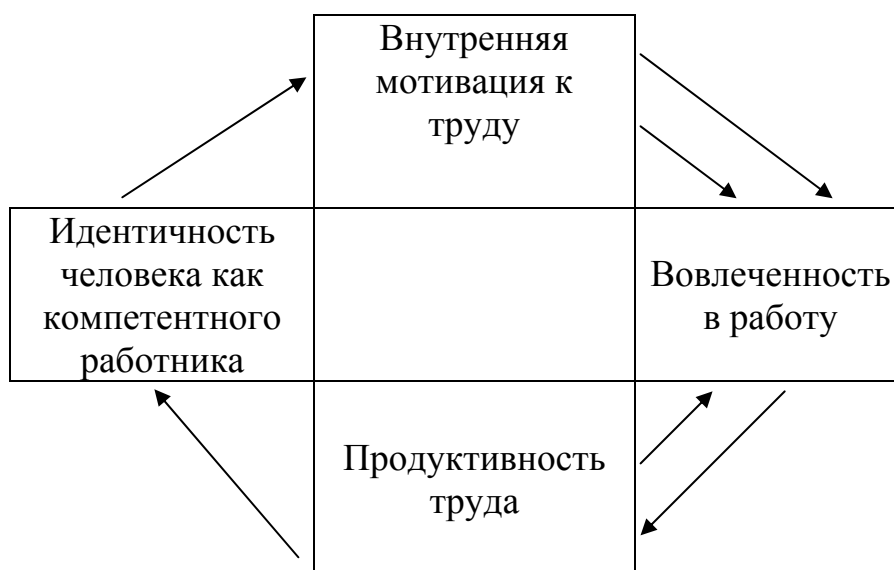 Внутренняя
мотивация к
труду
Идентичность
человека как
компетентного
работника
Вовлеченность
в работу
Продуктивность
труда